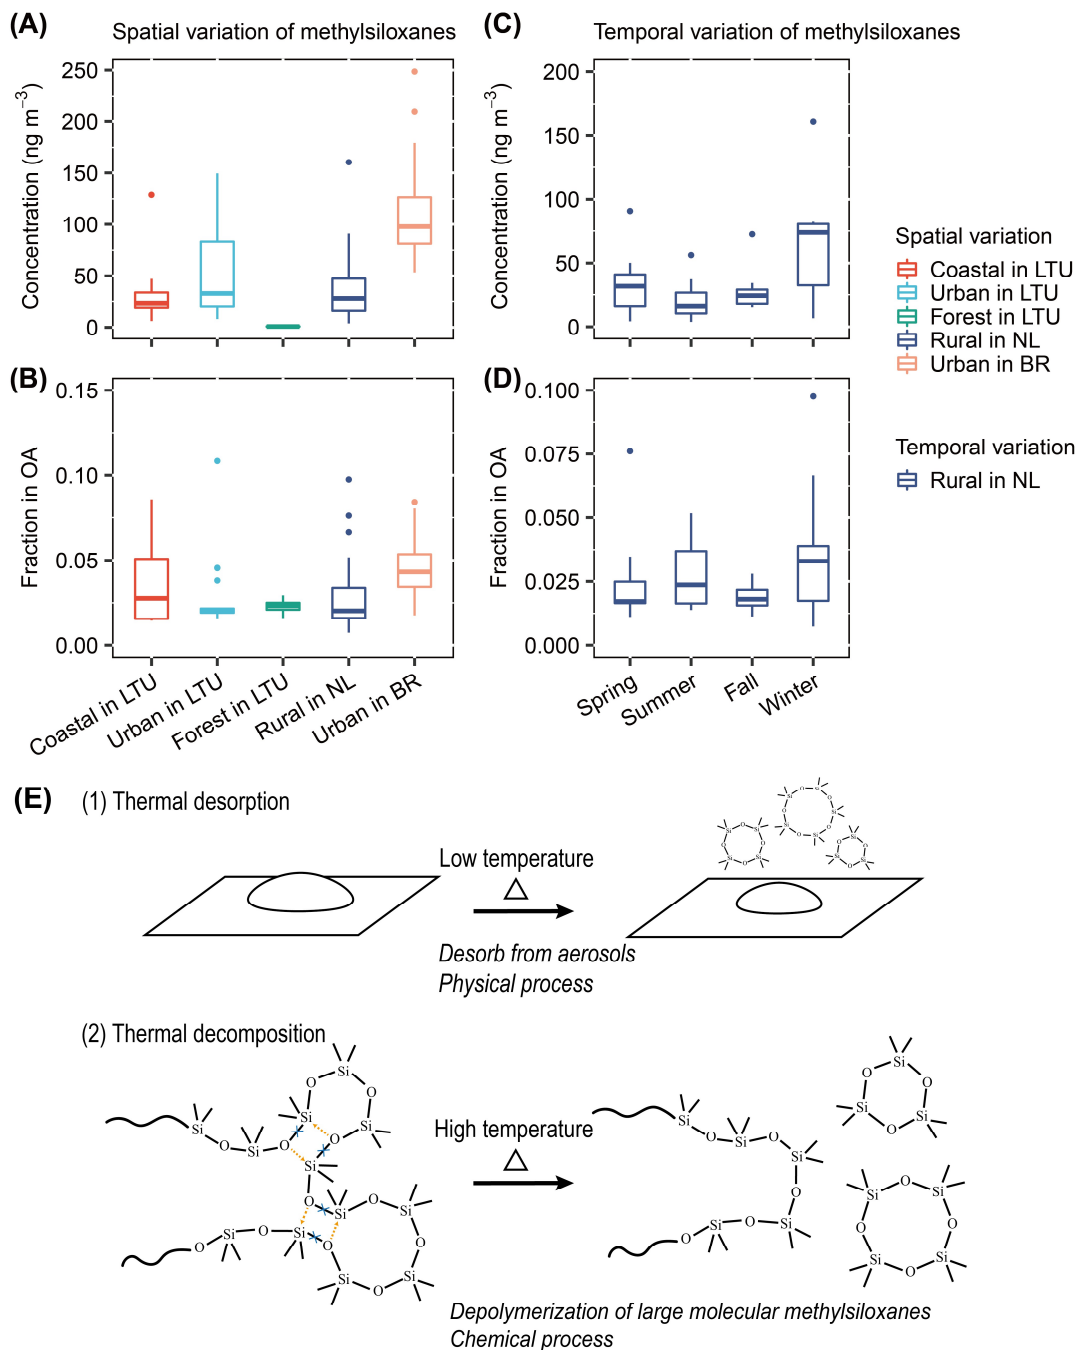 (A)
Spatial variation of methylsiloxanes
Concentration (ng m⁻³)
250
200
150
100
50
0
(B)
Fraction in OA
0.15
0.10
0.05
0.00
Coastal in LTU
Urban in LTU
Forest in LTU
Rural in NL
Urban in BR
(C)
Temporal variation of methylsiloxanes
Concentration (ng m⁻³)
200
150
100
50
0
(D)
Fraction in OA
0.100
0.075
0.050
0.025
0.000
Spring
Summer
Fall
Winter
Spatial variation
Coastal in LTU
Urban in LTU
Forest in LTU
Rural in NL
Urban in BR
Temporal variation
Rural in NL
(E)
(1) Thermal desorption
Low temperature
△
Desorb from aerosols
Physical process
(2) Thermal decomposition
High temperature
△
Depolymerization of large molecular methylsiloxanes
Chemical process